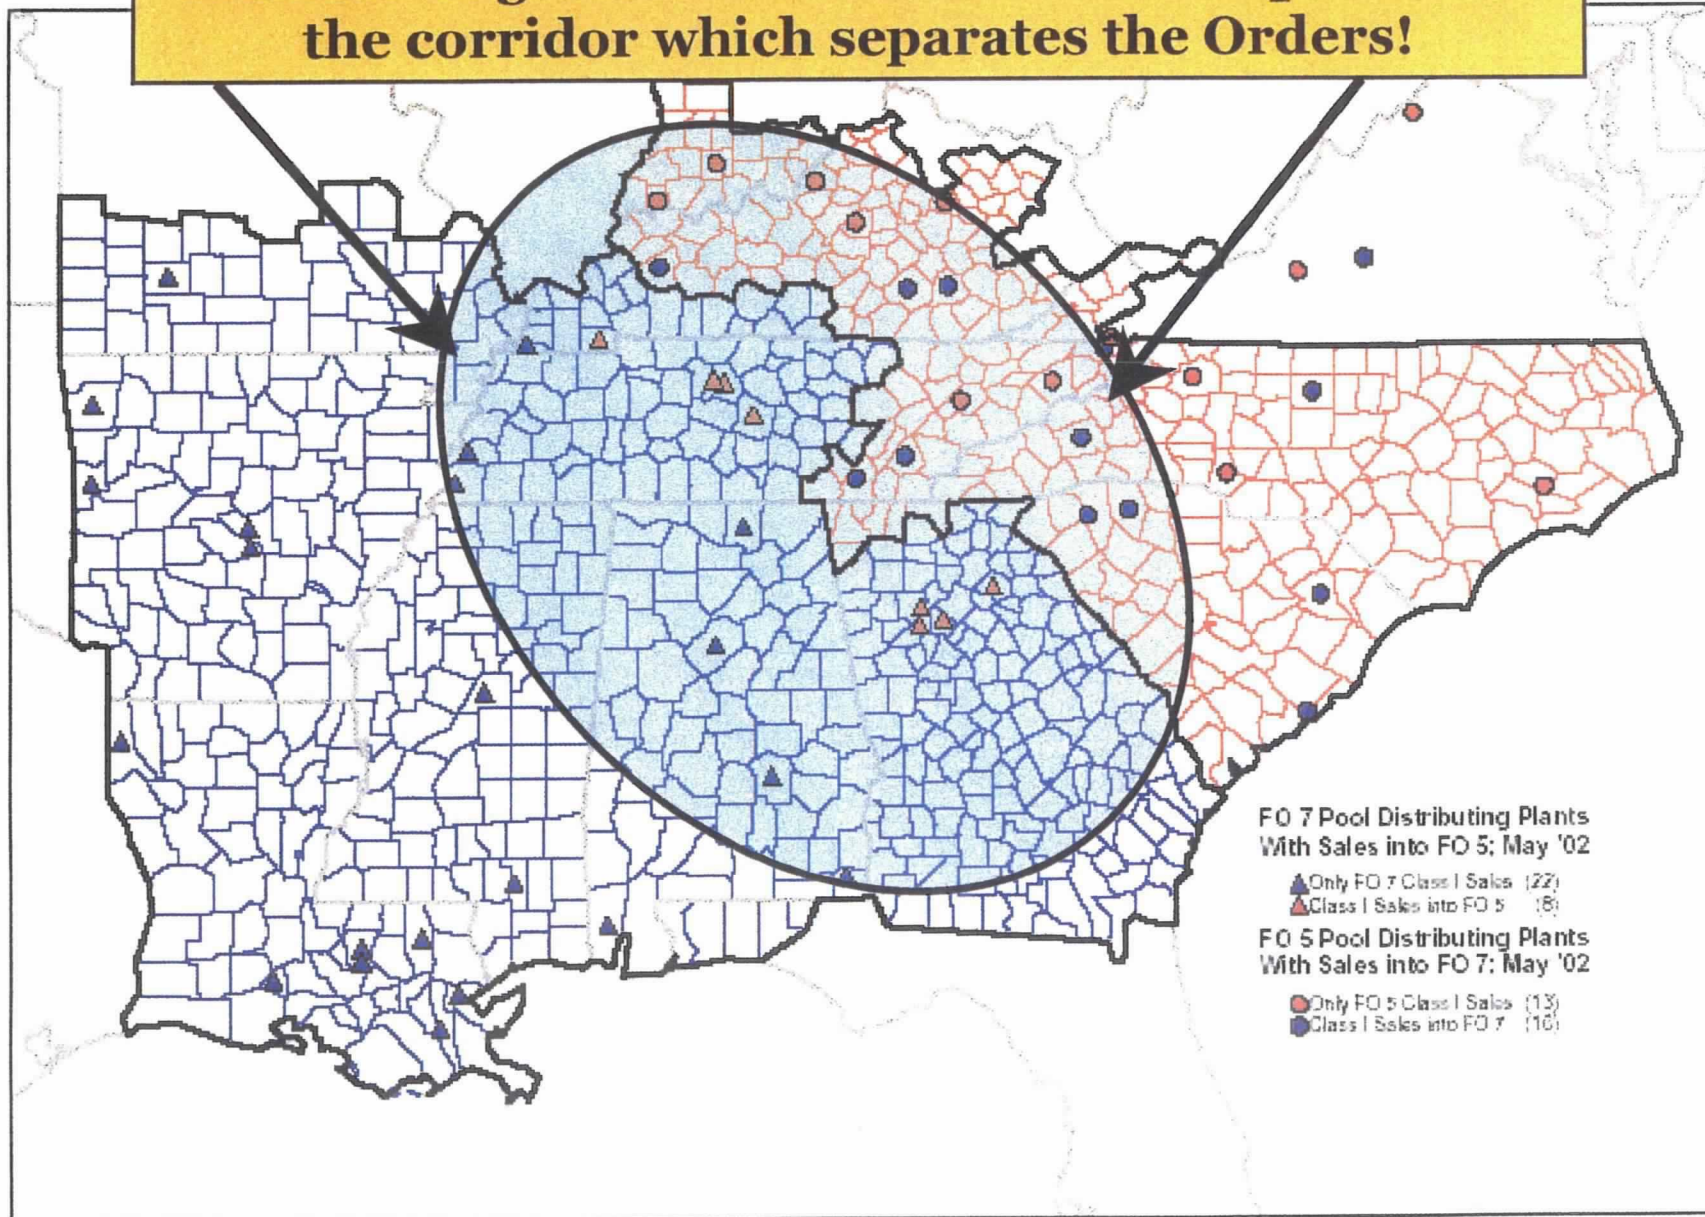 the corridor which separates the Orders!
FO 7 Pool Distributing Plants
With Sales into FO 5: May '02
Only FO 7 Class I Sales (22)
Class I Sales into FO 5 (8)
FO 5 Pool Distributing Plants
With Sales into FO 7: May '02
Only FO 5 Class I Sales (13)
Class I Sales into FO 7 (16)